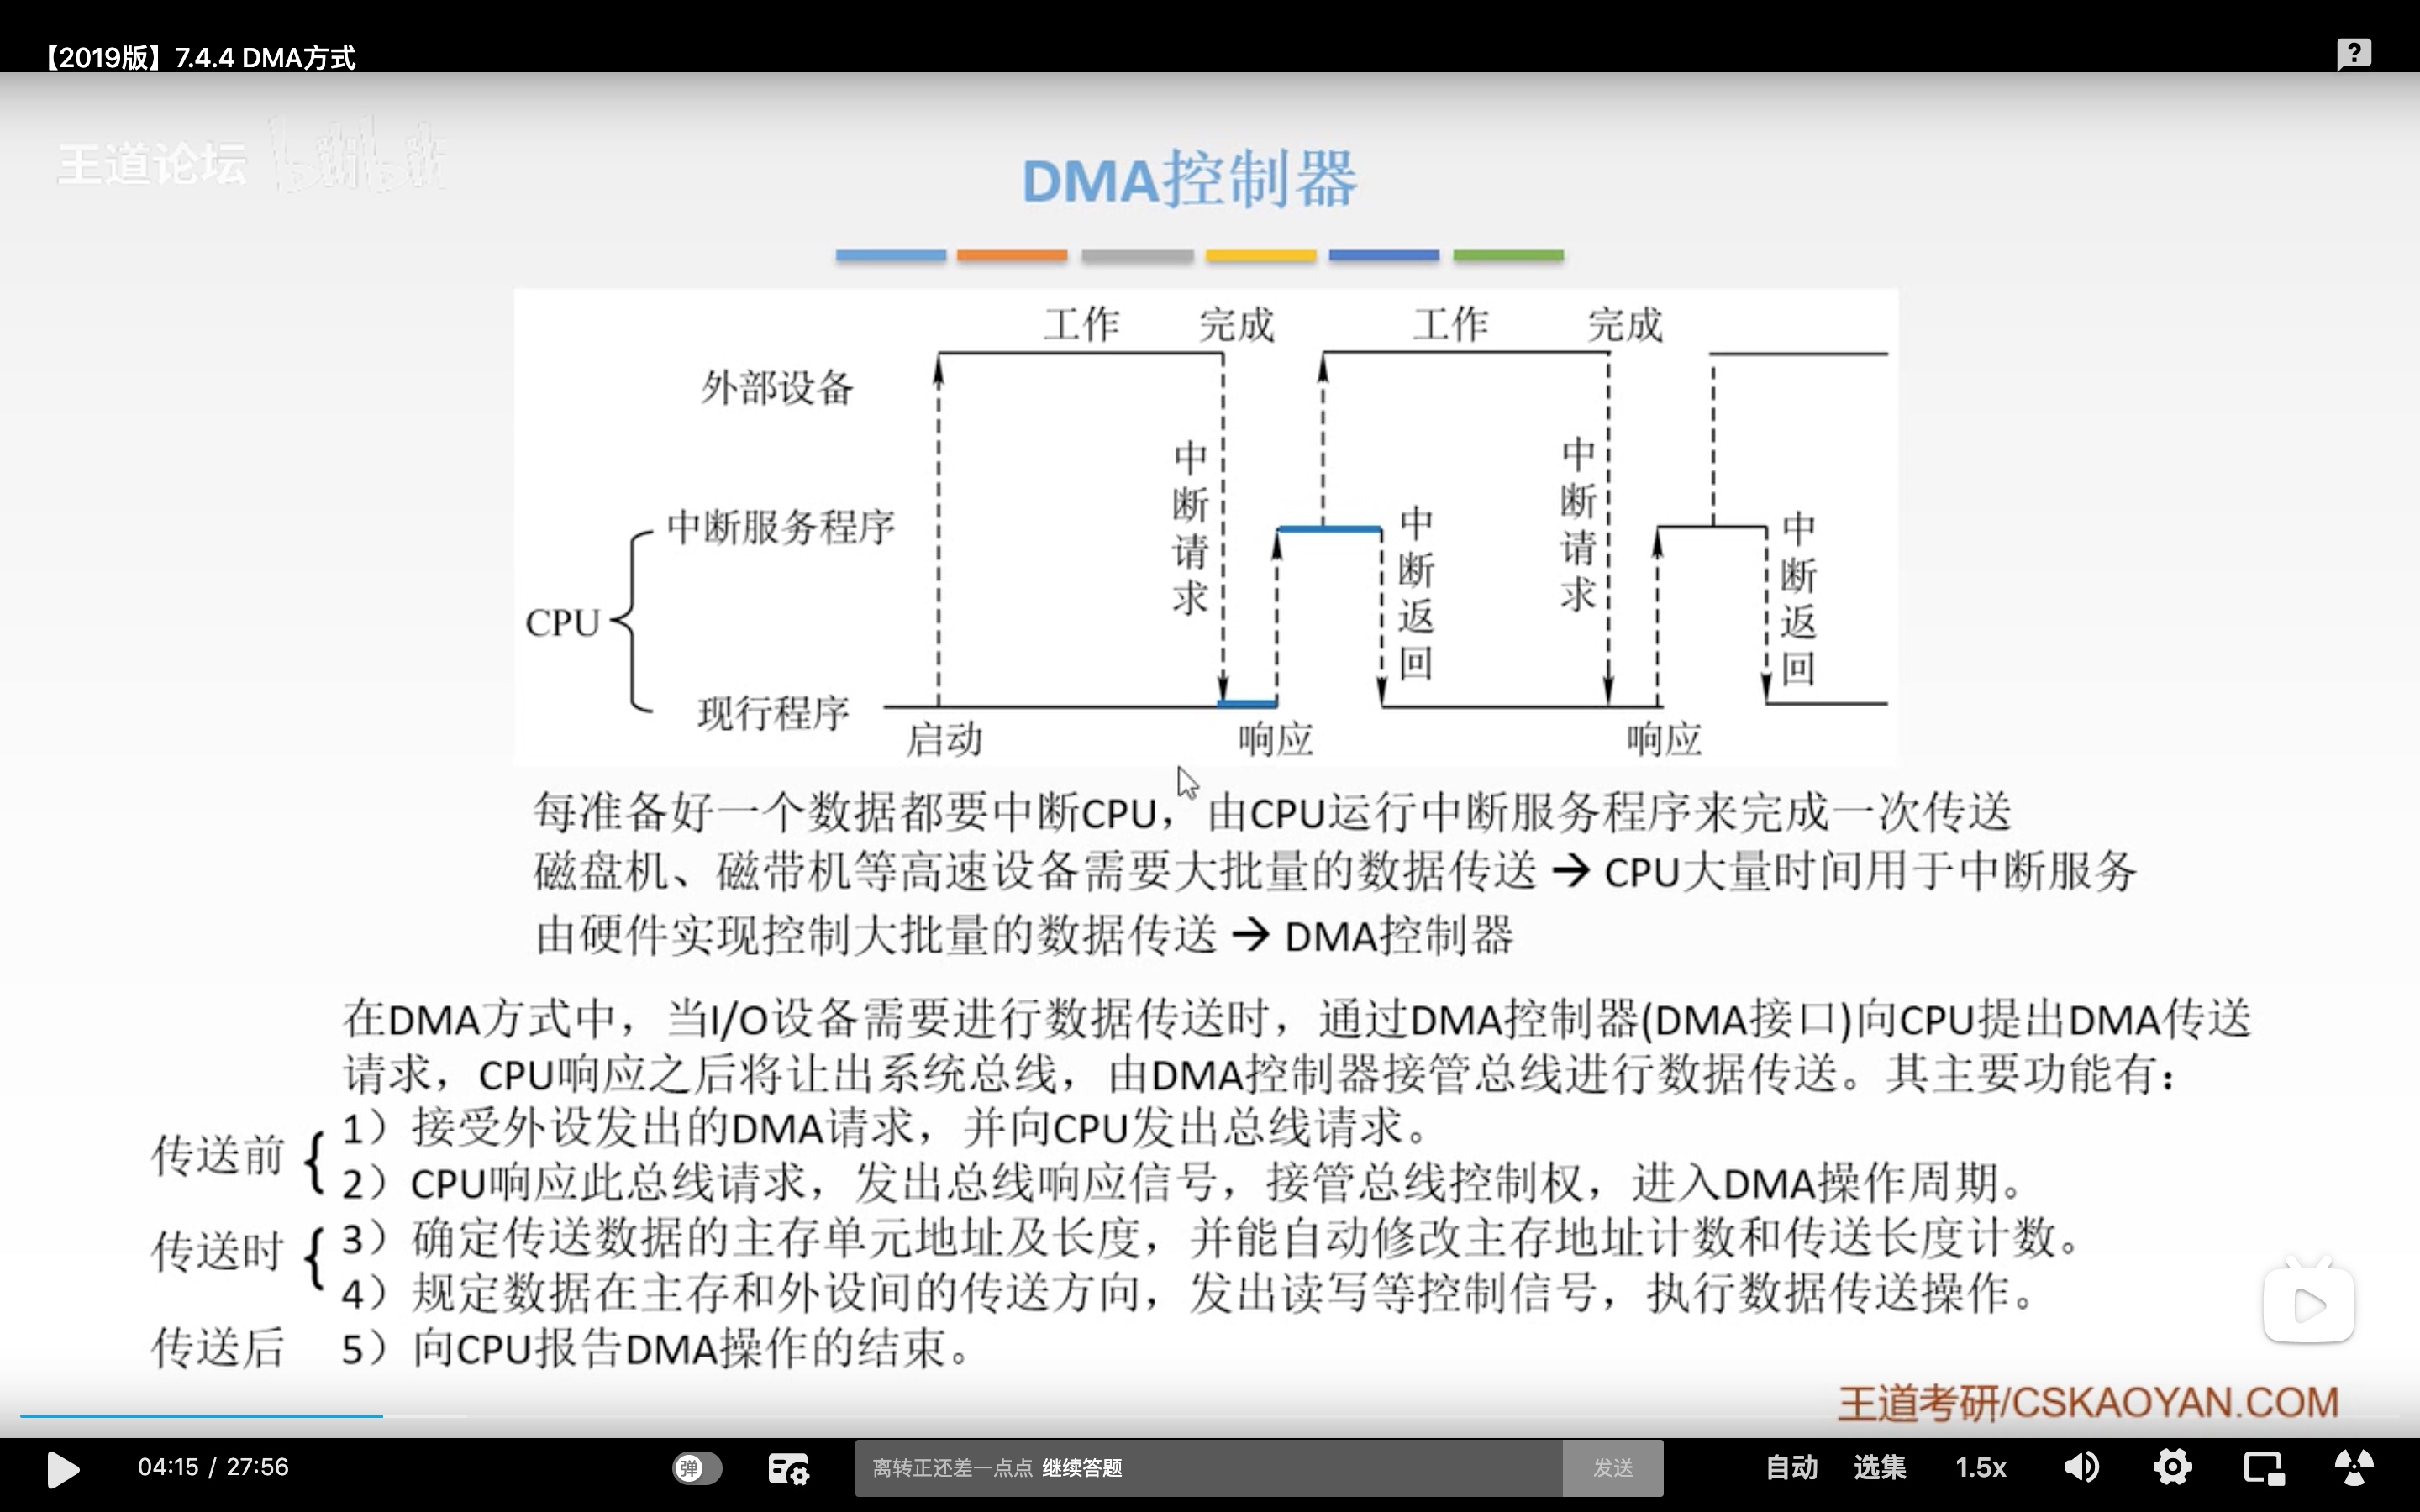 【2019版】7.4.4 DMA方式
王道论坛 bilibili
DMA控制器
工作 完成 工作 完成
外部设备
中断请求
中断请求
中断服务程序
中断返回
中断返回
CPU
现行程序
启动 响应 响应
每准备好一个数据都要中断CPU，由CPU运行中断服务程序来完成一次传送
磁盘机、磁带机等高速设备需要大批量的数据传送→CPU大量时间用于中断服务
由硬件实现控制大批量的数据传送→DMA控制器
在DMA方式中，当I/O设备需要进行数据传送时，通过DMA控制器(DMA接口)向CPU提出DMA传送
请求，CPU响应之后将让出系统总线，由DMA控制器接管总线进行数据传送。其主要功能有：
传送前
1）接受外设发出的DMA请求，并向CPU发出总线请求。
2）CPU响应此总线请求，发出总线响应信号，接管总线控制权，进入DMA操作周期。
传送时
3）确定传送数据的主存单元地址及长度，并能自动修改主存地址计数和传送长度计数。
4）规定数据在主存和外设间的传送方向，发出读写等控制信号，执行数据传送操作。
传送后 5）向CPU报告DMA操作的结束。
王道考研/CSKAOYAN.COM
04:15 / 27:56 弹 离转正还差一点点 继续答题 发送 自动 选集 1.5x